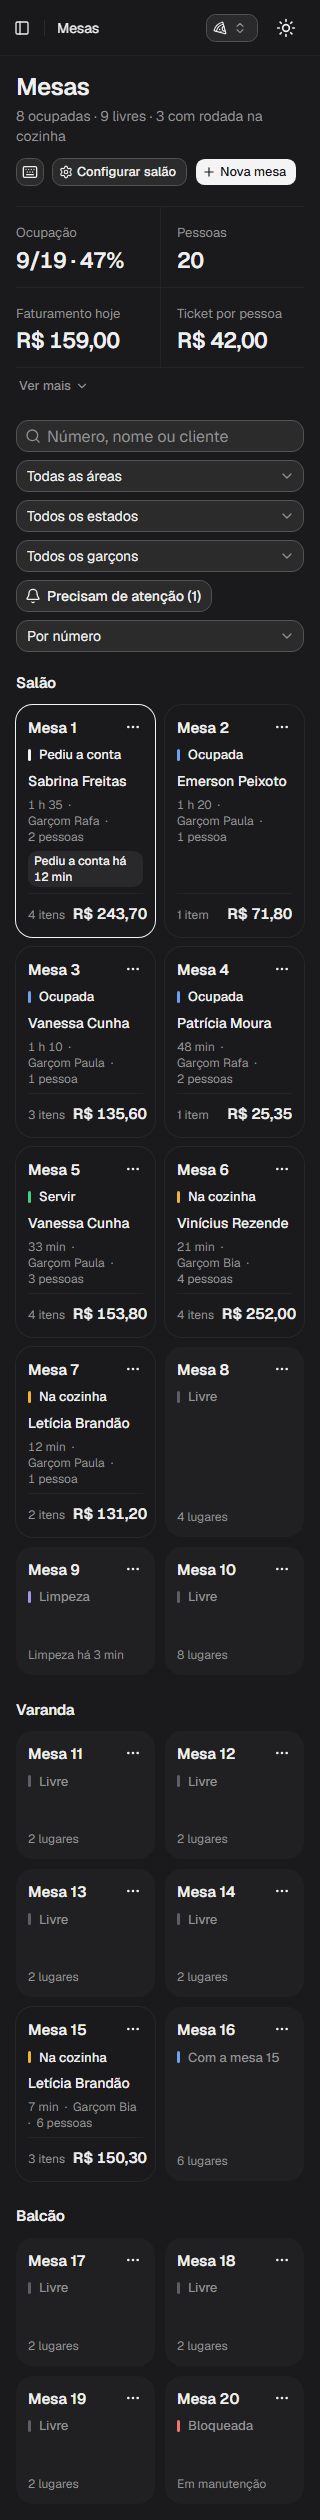 Mesas
Mesas
8 ocupadas · 9 livres · 3 com rodada na
cozinha
Configurar salão
Nova mesa
Ocupação
9/19 · 47%
Pessoas
20
Faturamento hoje
R$ 159,00
Ticket por pessoa
R$ 42,00
Ver mais
Número, nome ou cliente
Todas as áreas
Todos os estados
Todos os garçons
Precisam de atenção (1)
Por número
Salão
Mesa 1
Pediu a conta
Sabrina Freitas
1 h 35 ·
Garçom Rafa ·
2 pessoas
Pediu a conta há
12 min
4 itens R$ 243,70
Mesa 2
Ocupada
Emerson Peixoto
1 h 20 ·
Garçom Paula ·
1 pessoa
1 item R$ 71,80
Mesa 3
Ocupada
Vanessa Cunha
1 h 10 ·
Garçom Paula ·
1 pessoa
3 itens R$ 135,60
Mesa 4
Ocupada
Patrícia Moura
48 min ·
Garçom Rafa ·
2 pessoas
1 item R$ 25,35
Mesa 5
Servir
Vanessa Cunha
33 min ·
Garçom Paula ·
3 pessoas
4 itens R$ 153,80
Mesa 6
Na cozinha
Vinícius Rezende
21 min ·
Garçom Bia ·
4 pessoas
4 itens R$ 252,00
Mesa 7
Na cozinha
Letícia Brandão
12 min ·
Garçom Paula ·
1 pessoa
2 itens R$ 131,20
Mesa 8
Livre
4 lugares
Mesa 9
Limpeza
Limpeza há 3 min
Mesa 10
Livre
8 lugares
Varanda
Mesa 11
Livre
2 lugares
Mesa 12
Livre
2 lugares
Mesa 13
Livre
2 lugares
Mesa 14
Livre
2 lugares
Mesa 15
Na cozinha
Letícia Brandão
7 min · Garçom Bia
· 6 pessoas
3 itens R$ 150,30
Mesa 16
Com a mesa 15
6 lugares
Balcão
Mesa 17
Livre
2 lugares
Mesa 18
Livre
2 lugares
Mesa 19
Livre
2 lugares
Mesa 20
Bloqueada
Em manutenção